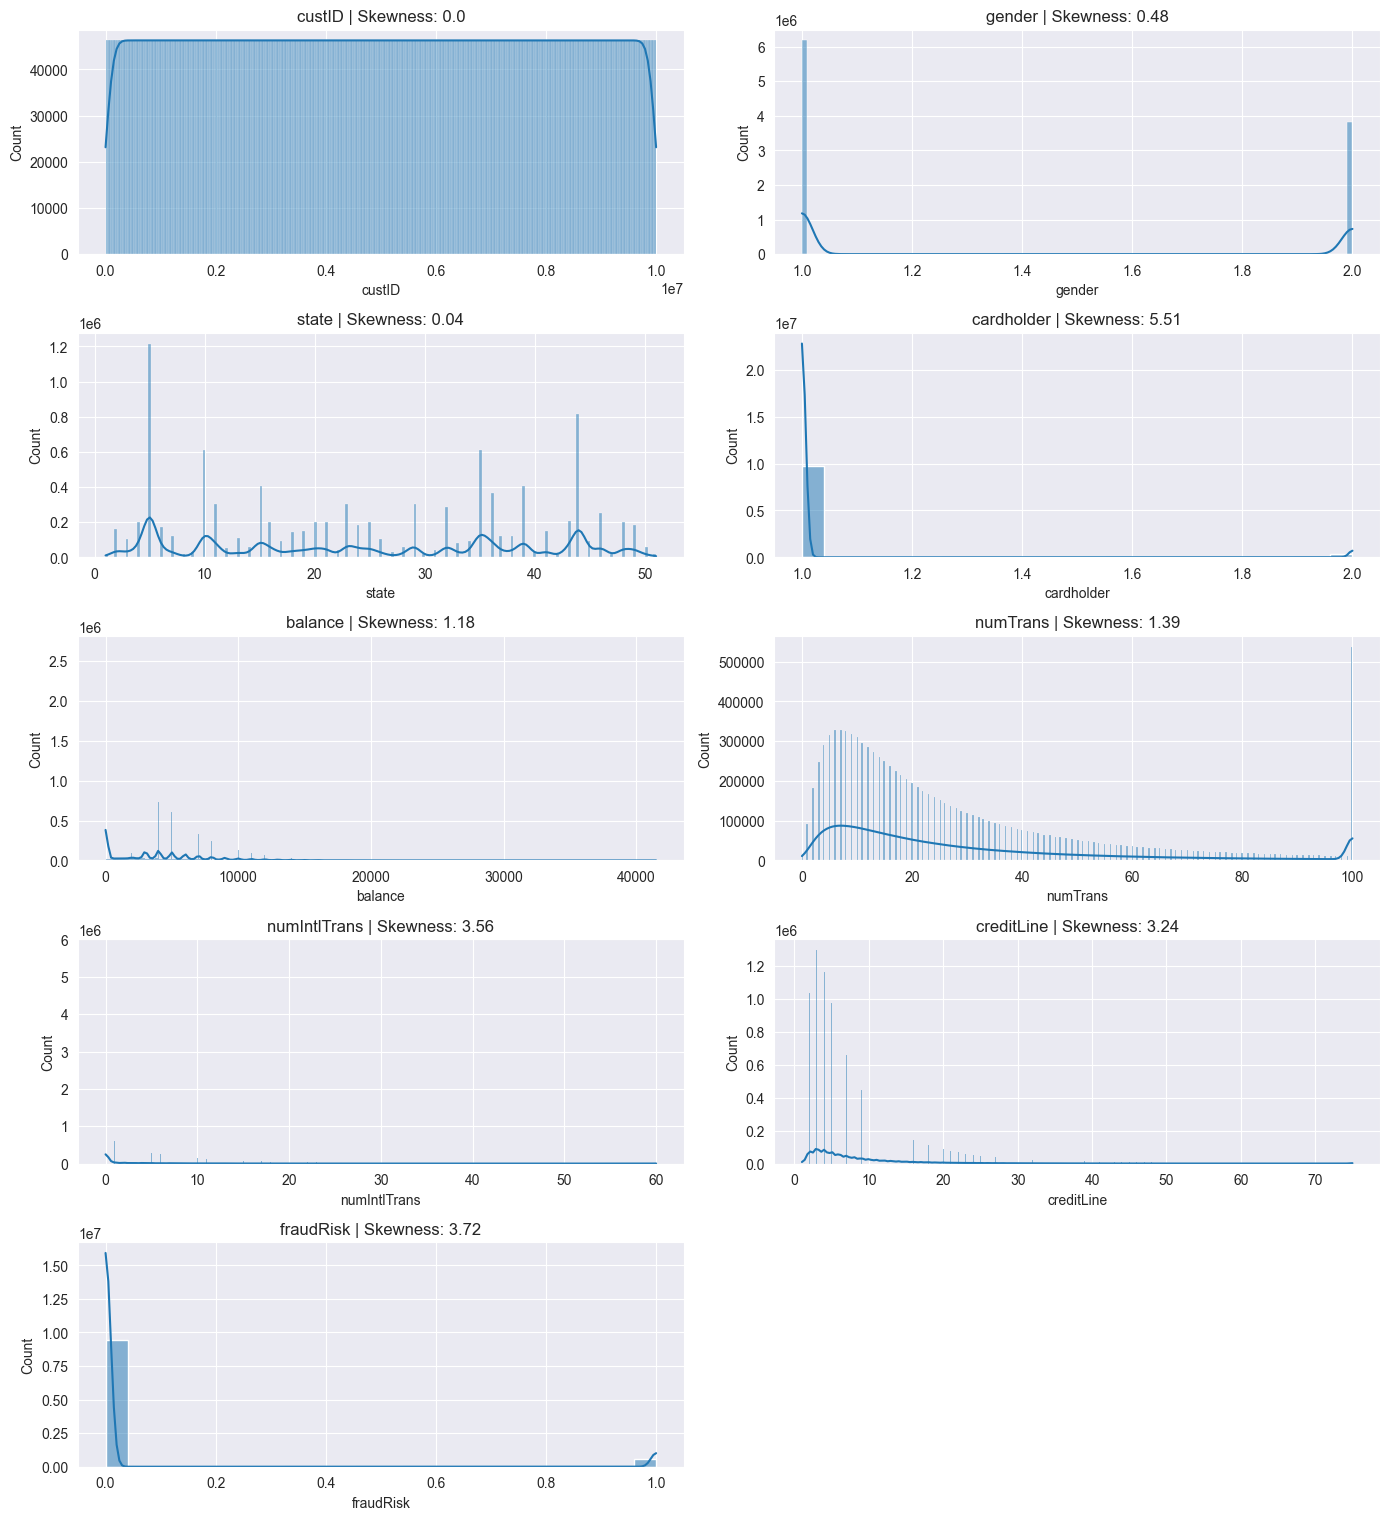 custID | Skewness: 0.0
40000
30000
20000
10000
0
Count
0.0 0.2 0.4 0.6 0.8 1.0
1e7
custID
gender | Skewness: 0.48
1e6
6
5
4
3
2
1
0
Count
1.0 1.2 1.4 1.6 1.8 2.0
gender
state | Skewness: 0.04
1e6
1.2
1.0
0.8
0.6
0.4
0.2
0.0
Count
0 10 20 30 40 50
state
cardholder | Skewness: 5.51
1e7
2.0
1.5
1.0
0.5
0.0
Count
1.0 1.2 1.4 1.6 1.8 2.0
cardholder
balance | Skewness: 1.18
1e6
2.5
2.0
1.5
1.0
0.5
0.0
Count
0 10000 20000 30000 40000
balance
numTrans | Skewness: 1.39
500000
400000
300000
200000
100000
0
Count
0 20 40 60 80 100
numTrans
numIntlTrans | Skewness: 3.56
1e6
6
5
4
3
2
1
0
Count
0 10 20 30 40 50 60
numIntlTrans
creditLine | Skewness: 3.24
1e6
1.2
1.0
0.8
0.6
0.4
0.2
0.0
Count
0 10 20 30 40 50 60 70
creditLine
fraudRisk | Skewness: 3.72
1e7
1.50
1.25
1.00
0.75
0.50
0.25
0.00
Count
0.0 0.2 0.4 0.6 0.8 1.0
fraudRisk